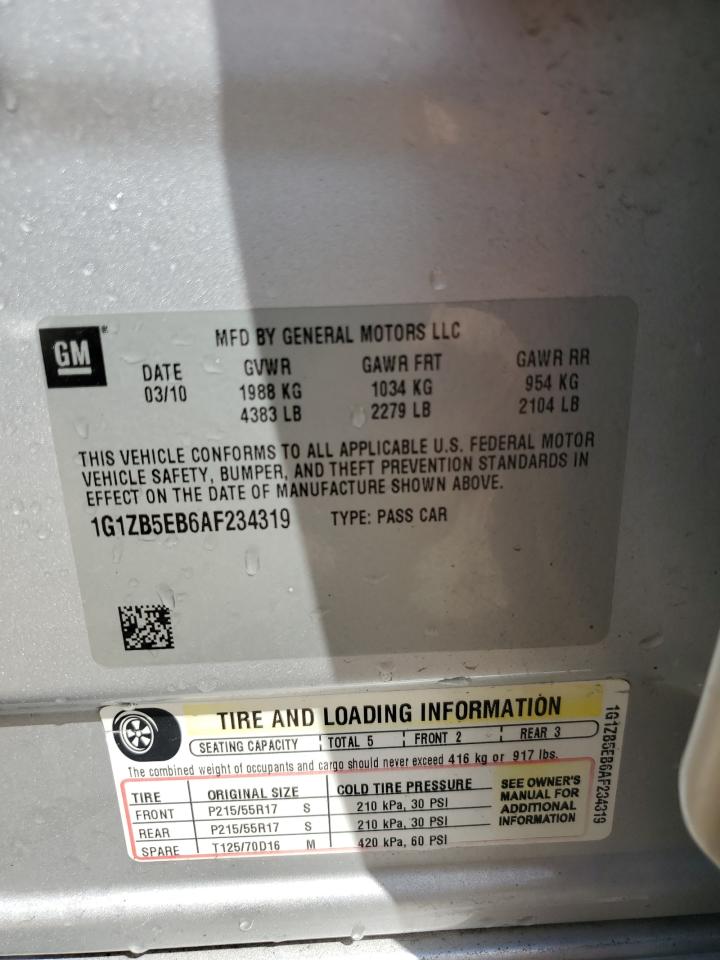 GM
MFD BY GENERAL MOTORS LLC
DATE GVWR GAWR FRT GAWR RR
03/10 1988 KG 1034 KG 954 KG
4383 LB 2279 LB 2104 LB
THIS VEHICLE CONFORMS TO ALL APPLICABLE U.S. FEDERAL MOTOR
VEHICLE SAFETY, BUMPER, AND THEFT PREVENTION STANDARDS IN
EFFECT ON THE DATE OF MANUFACTURE SHOWN ABOVE.
1G1ZB5EB6AF234319 TYPE: PASS CAR
TIRE AND LOADING INFORMATION
SEATING CAPACITY TOTAL 5 FRONT 2 REAR 3
The combined weight of occupants and cargo should never exceed 416 kg or 917 lbs.
TIRE ORIGINAL SIZE COLD TIRE PRESSURE
FRONT P215/55R17 S 210 kPa, 30 PSI
REAR P215/55R17 S 210 kPa, 30 PSI
SPARE T125/70D16 M 420 kPa, 60 PSI
SEE OWNER'S
MANUAL FOR
ADDITIONAL
INFORMATION
1G1ZB5EB6AF234319